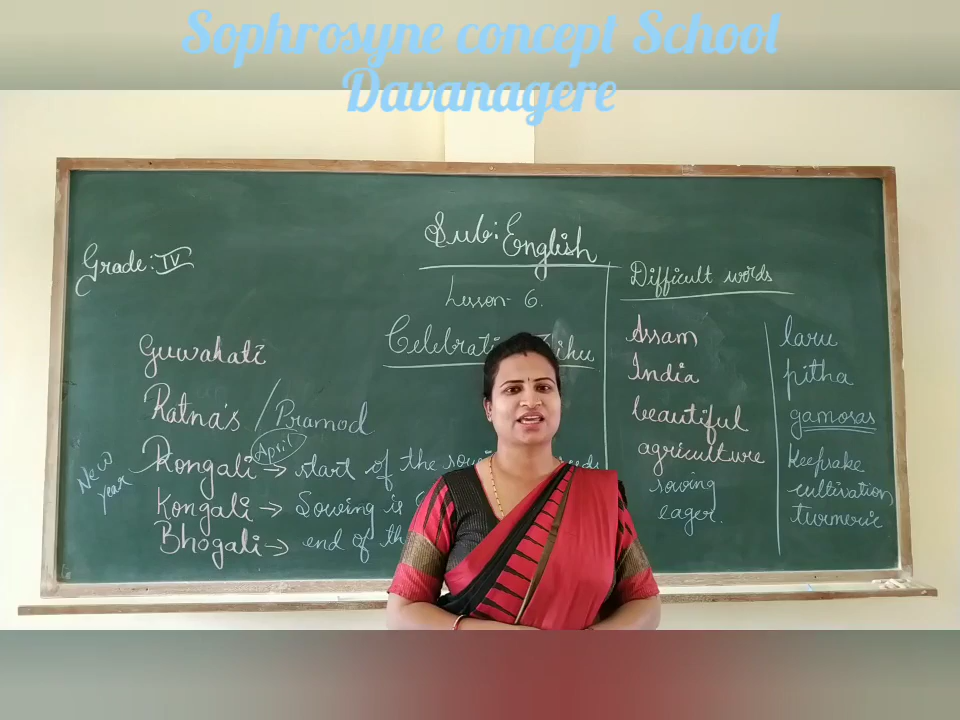 Sophrosyne concept School
Davanagere
Sub: English
Grade: IV
Lesson- 6.
Celebrati
Guwahati
Ratna's / Pramod
April
New
year
Rongali → start of the
Kongali → Sowing is
Bhogali → end of th
Difficult words
Assam
India
beautiful
agriculture
sowing
eager.
laru
pitha
gamosas
keepsake
cultivation,
turmeric